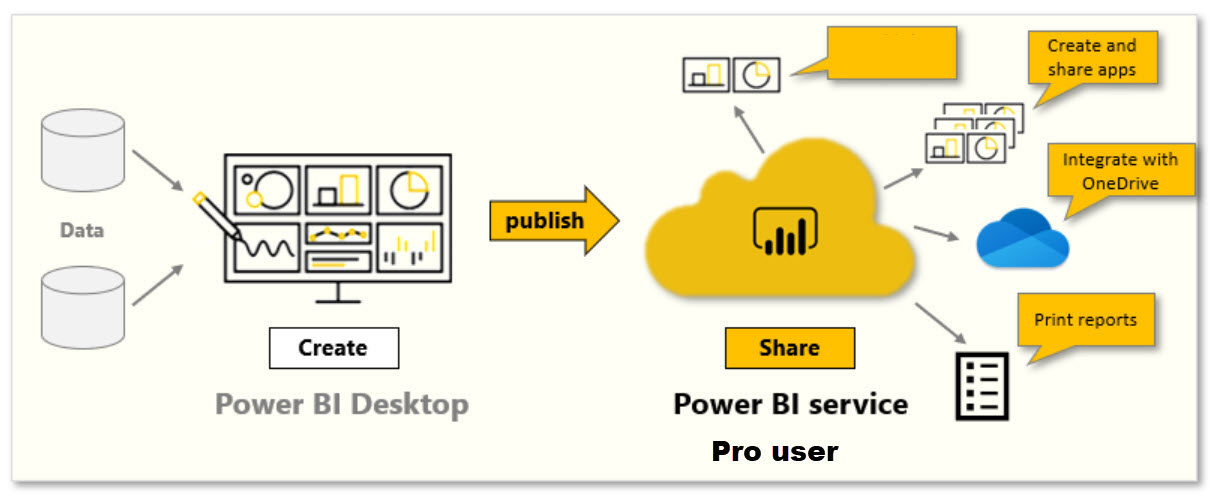 Create and
share apps
Integrate with
OneDrive
Data
publish
Print reports
Create
Share
Power BI Desktop
Power BI service
Pro user